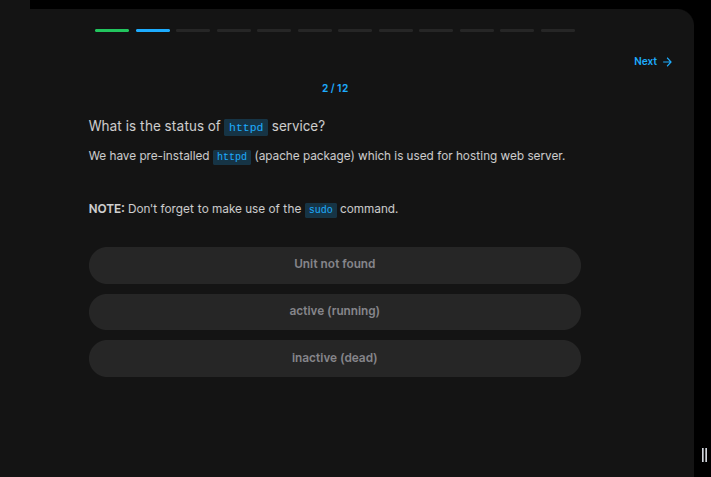 Next →
2 / 12
What is the status of httpd service?
We have pre-installed httpd (apache package) which is used for hosting web server.
NOTE: Don't forget to make use of the sudo command.
Unit not found
active (running)
inactive (dead)